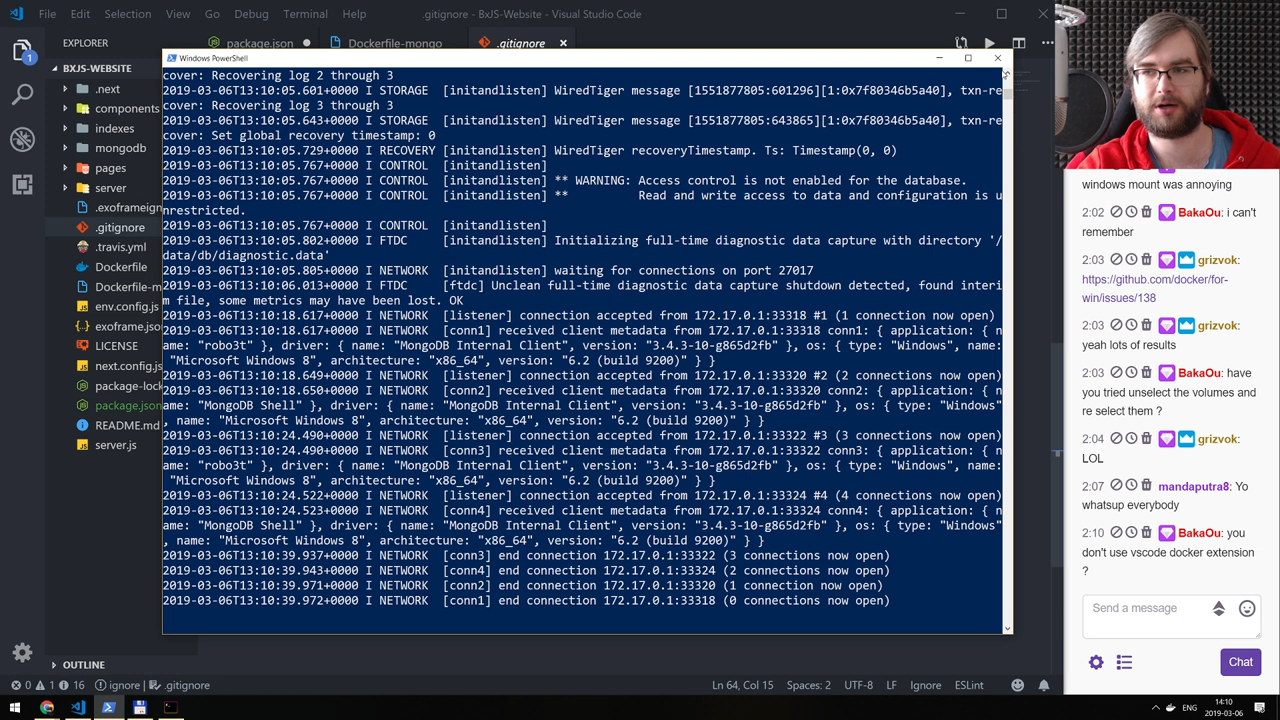 File Edit Selection View Go Debug Terminal Help .gitignore - BxJS-Website - Visual Studio Code
EXPLORER
package.json
Dockerfile-mongo
.gitignore
BXJS-WEBSITE
.next
components
indexes
mongodb
pages
server
.exoframeign
.gitignore
.travis.yml
Dockerfile
Dockerfile-m
env.config.js
exoframe.jso
LICENSE
next.config.js
package-lock
package.json
README.md
server.js
OUTLINE
Windows PowerShell
cover: Recovering log 2 through 3
2019-03-06T13:10:05.601+0000 I STORAGE [initandlisten] WiredTiger message [1551877805:601296][1:0x7f80346b5a40], txn-re
cover: Recovering log 3 through 3
2019-03-06T13:10:05.643+0000 I STORAGE [initandlisten] WiredTiger message [1551877805:643865][1:0x7f80346b5a40], txn-re
cover: Set global recovery timestamp: 0
2019-03-06T13:10:05.729+0000 I RECOVERY [initandlisten] WiredTiger recoveryTimestamp. Ts: Timestamp(0, 0)
2019-03-06T13:10:05.767+0000 I CONTROL [initandlisten]
2019-03-06T13:10:05.767+0000 I CONTROL [initandlisten] ** WARNING: Access control is not enabled for the database.
2019-03-06T13:10:05.767+0000 I CONTROL [initandlisten] ** Read and write access to data and configuration is u
nrestricted.
2019-03-06T13:10:05.767+0000 I CONTROL [initandlisten]
2019-03-06T13:10:05.802+0000 I FTDC [initandlisten] Initializing full-time diagnostic data capture with directory '/
data/db/diagnostic.data'
2019-03-06T13:10:05.805+0000 I NETWORK [initandlisten] waiting for connections on port 27017
2019-03-06T13:10:06.013+0000 I FTDC [ftdc] Unclean full-time diagnostic data capture shutdown detected, found interi
m file, some metrics may have been lost. OK
2019-03-06T13:10:18.617+0000 I NETWORK [listener] connection accepted from 172.17.0.1:33318 #1 (1 connection now open)
2019-03-06T13:10:18.617+0000 I NETWORK [conn1] received client metadata from 172.17.0.1:33318 conn1: { application: { n
ame: "robo3t" }, driver: { name: "MongoDB Internal Client", version: "3.4.3-10-g865d2fb" }, os: { type: "Windows", name:
"Microsoft Windows 8", architecture: "x86_64", version: "6.2 (build 9200)" } }
2019-03-06T13:10:18.649+0000 I NETWORK [listener] connection accepted from 172.17.0.1:33320 #2 (2 connections now open)
2019-03-06T13:10:18.650+0000 I NETWORK [conn2] received client metadata from 172.17.0.1:33320 conn2: { application: { n
ame: "MongoDB Shell" }, driver: { name: "MongoDB Internal Client", version: "3.4.3-10-g865d2fb" }, os: { type: "Windows"
, name: "Microsoft Windows 8", architecture: "x86_64", version: "6.2 (build 9200)" } }
2019-03-06T13:10:24.490+0000 I NETWORK [listener] connection accepted from 172.17.0.1:33322 #3 (3 connections now open)
2019-03-06T13:10:24.490+0000 I NETWORK [conn3] received client metadata from 172.17.0.1:33322 conn3: { application: { n
ame: "robo3t" }, driver: { name: "MongoDB Internal Client", version: "3.4.3-10-g865d2fb" }, os: { type: "Windows", name:
"Microsoft Windows 8", architecture: "x86_64", version: "6.2 (build 9200)" } }
2019-03-06T13:10:24.522+0000 I NETWORK [listener] connection accepted from 172.17.0.1:33324 #4 (4 connections now open)
2019-03-06T13:10:24.523+0000 I NETWORK [conn4] received client metadata from 172.17.0.1:33324 conn4: { application: { n
ame: "MongoDB Shell" }, driver: { name: "MongoDB Internal Client", version: "3.4.3-10-g865d2fb" }, os: { type: "Windows"
, name: "Microsoft Windows 8", architecture: "x86_64", version: "6.2 (build 9200)" } }
2019-03-06T13:10:39.937+0000 I NETWORK [conn3] end connection 172.17.0.1:33322 (3 connections now open)
2019-03-06T13:10:39.943+0000 I NETWORK [conn4] end connection 172.17.0.1:33324 (2 connections now open)
2019-03-06T13:10:39.971+0000 I NETWORK [conn2] end connection 172.17.0.1:33320 (1 connection now open)
2019-03-06T13:10:39.972+0000 I NETWORK [conn1] end connection 172.17.0.1:33318 (0 connections now open)
windows mount was annoying
2:02 BakaOu: i can't
remember
2:03 grizvok:
https://github.com/docker/for-
win/issues/138
2:03 grizvok:
yeah lots of results
2:03 BakaOu: have
you tried unselect the volumes and
re select them ?
2:04 grizvok:
LOL
2:07 mandaputra8: Yo
whatsup everybody
2:10 BakaOu: you
don't use vscode docker extension
?
Send a message
Chat
0 1 16 ignore .gitignore Ln 64, Col 15 Spaces: 2 UTF-8 LF Ignore ESLint
ENG
14:10
2019-03-06